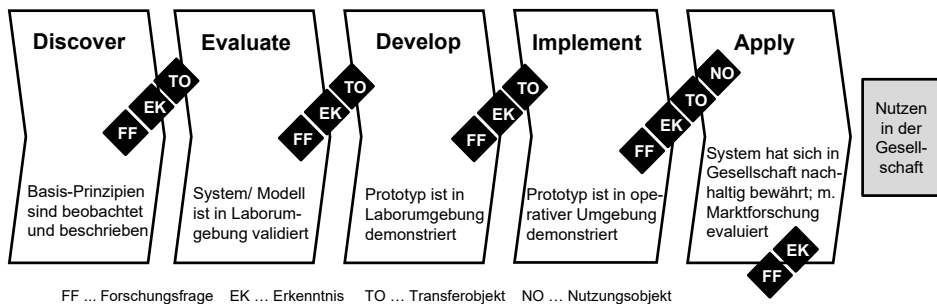 Discover
Evaluate
Develop
Implement
Apply
FF
EK
TO
FF
EK
TO
FF
EK
TO
FF
EK
TO
NO
Basis-Prinzipien
sind beobachtet
und beschrieben
System/ Modell
ist in Laborum-
gebung validiert
Prototyp ist in
Laborumgebung
demonstriert
Prototyp ist in ope-
rativer Umgebung
demonstriert
System hat sich in
Gesellschaft nach-
haltig bewährt; m.
Marktforschung
evaluiert
FF
EK
Nutzen
in der
Gesell-
schaft
FF ... Forschungsfrage EK … Erkenntnis TO … Transferobjekt NO … Nutzungsobjekt